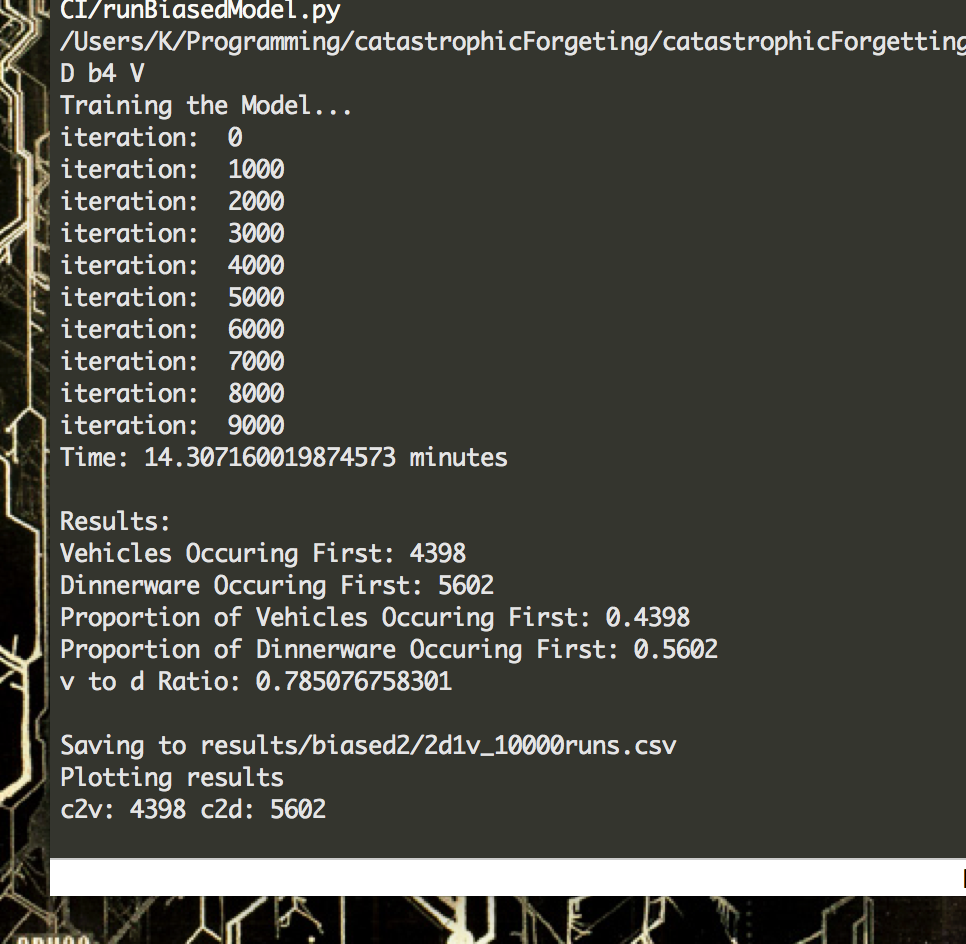 CI/runBiasedModel.py
/Users/K/Programming/catastrophicForgeting/catastrophicForgetting
D b4 V
Training the Model...
iteration:  0
iteration:  1000
iteration:  2000
iteration:  3000
iteration:  4000
iteration:  5000
iteration:  6000
iteration:  7000
iteration:  8000
iteration:  9000
Time: 14.307160019874573 minutes
Results:
Vehicles Occuring First: 4398
Dinnerware Occuring First: 5602
Proportion of Vehicles Occuring First: 0.4398
Proportion of Dinnerware Occuring First: 0.5602
v to d Ratio: 0.785076758301
Saving to results/biased2/2d1v_10000runs.csv
Plotting results
c2v: 4398 c2d: 5602